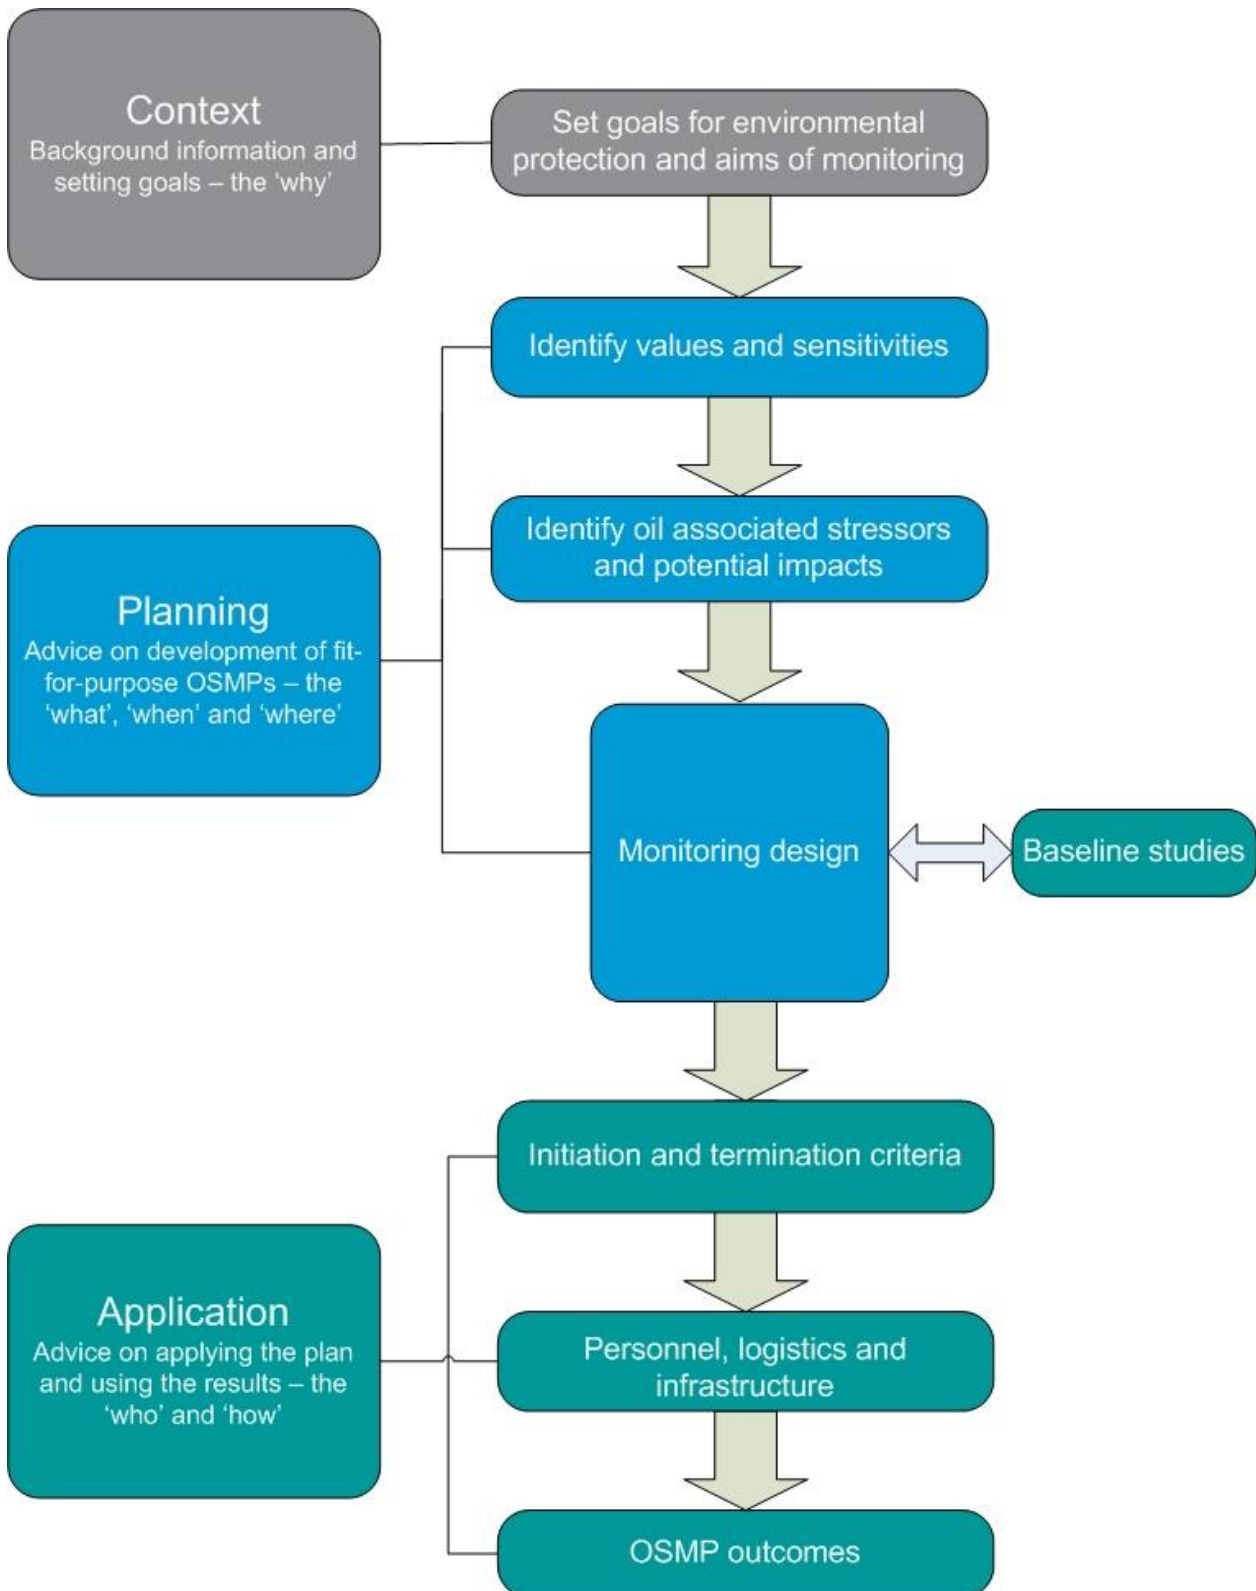 Context
Background information and
setting goals – the ‘why’
Set goals for environmental
protection and aims of monitoring
Identify values and sensitivities
Identify oil associated stressors
and potential impacts
Planning
Advice on development of fit-
for-purpose OSMPs – the
‘what’, ‘when’ and ‘where’
Monitoring design
Baseline studies
Initiation and termination criteria
Application
Advice on applying the plan
and using the results – the
‘who’ and ‘how’
Personnel, logistics and
infrastructure
OSMP outcomes